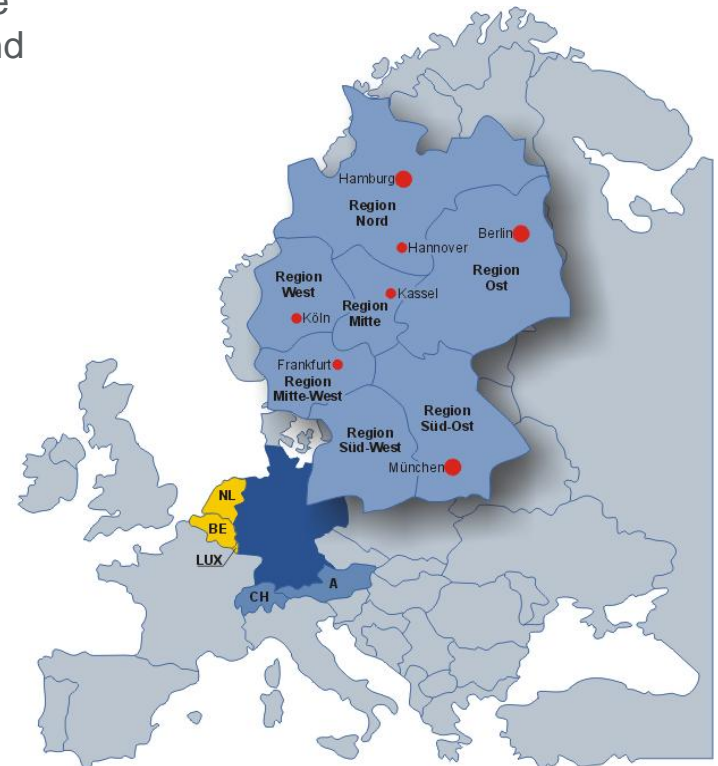 nd
Hamburg
Region
Nord
Berlin
Hannover
Region
Ost
Region
West
Kassel
Region
Mitte
Köln
Frankfurt
Region
Mitte-West
Region
Süd-Ost
Region
Süd-West
München
NL
BE
LUX
A
CH